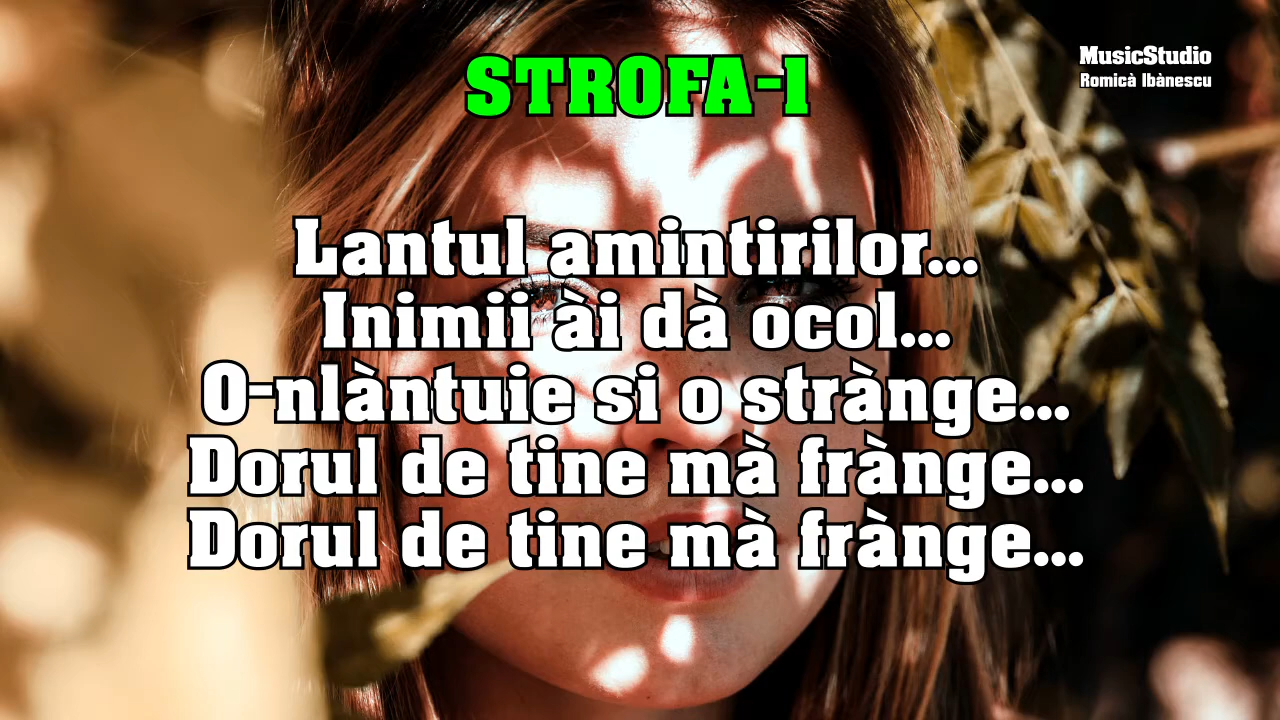 STROFA-1
MusicStudio
Romicà Ibànescu
Lantul amintirilor...
Inimii ài dà ocol...
O-nlàntuie si o strànge...
Dorul de tine mà frànge...
Dorul de tine mà frànge...